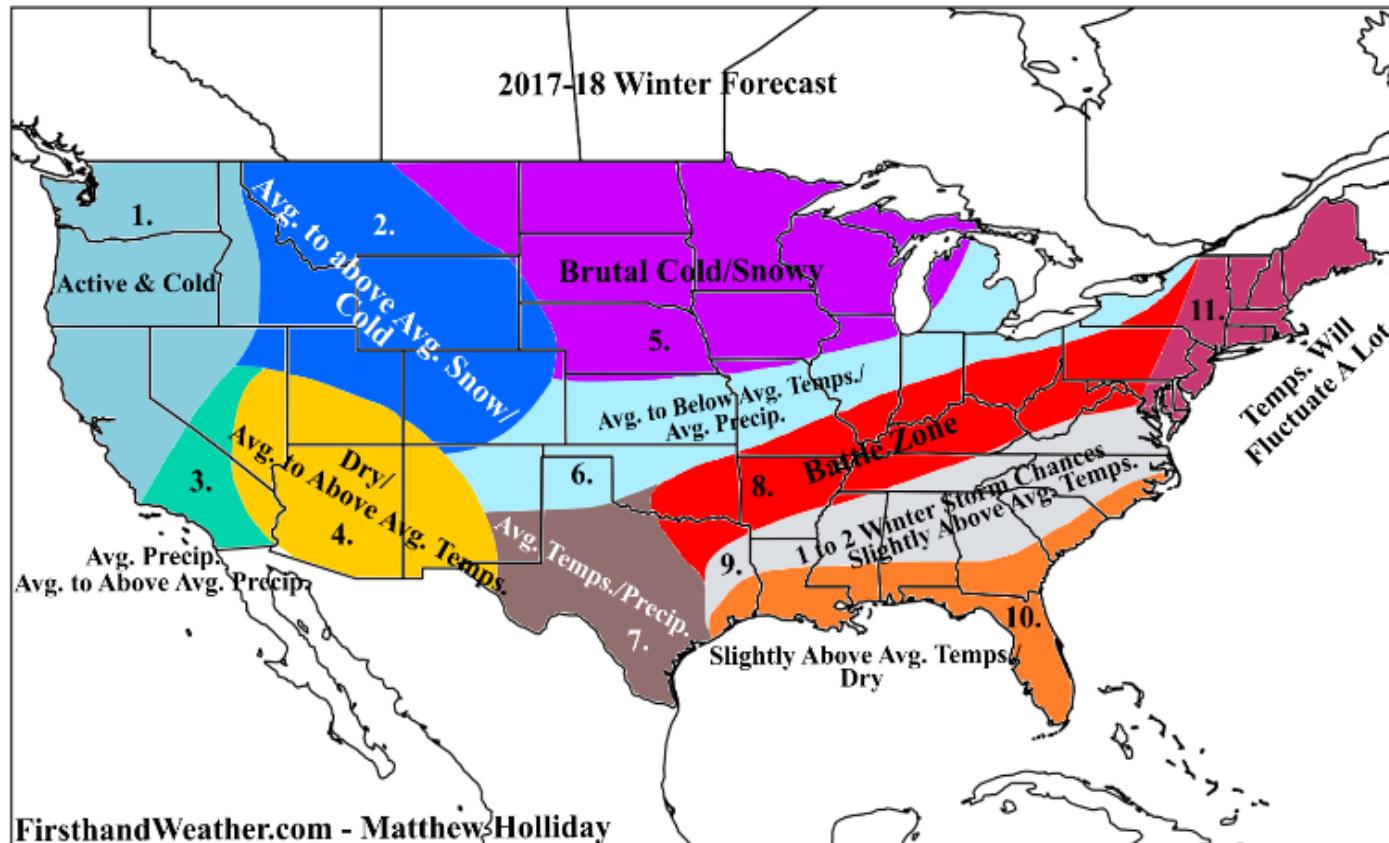 2017-18 Winter Forecast
1.
Active & Cold
2.
Avg. to above Avg. Snow/
Cold
Brutal Cold/Snowy
5.
11.
Temps. Will
Fluctuate A Lot
3.
Avg. Precip.
Avg. to Above Avg. Precip.
Dry/
Avg. to Above Avg. Temps.
4.
Avg. to Below Avg. Temps./
Avg. Precip.
6.
Battle Zone
8.
Avg. Temps./Precip.
7.
9.
1 to 2 Winter Storm Chances
Slightly Above Avg. Temps.
10.
Slightly Above Avg. Temps./
Dry
FirsthandWeather.com - Matthew Holliday